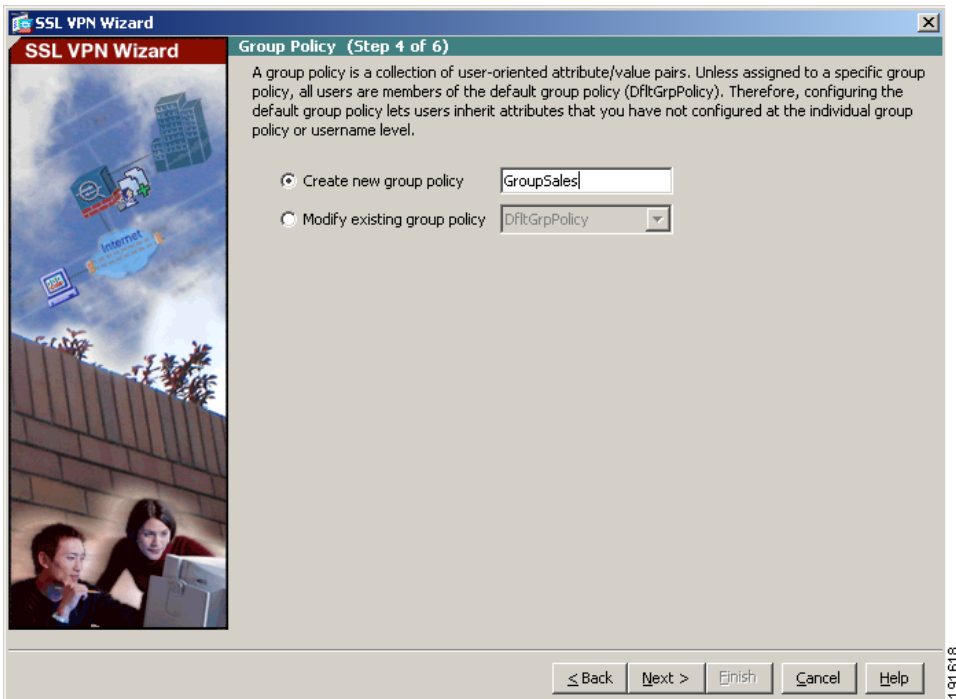 SSL VPN Wizard
SSL VPN Wizard
Group Policy (Step 4 of 6)
A group policy is a collection of user-oriented attribute/value pairs. Unless assigned to a specific group
policy, all users are members of the default group policy (DfltGrpPolicy). Therefore, configuring the
default group policy lets users inherit attributes that you have not configured at the individual group
policy or username level.
Create new group policy GroupSales
Modify existing group policy DfltGrpPolicy
Internet
< Back Next > Finish Cancel Help
191618